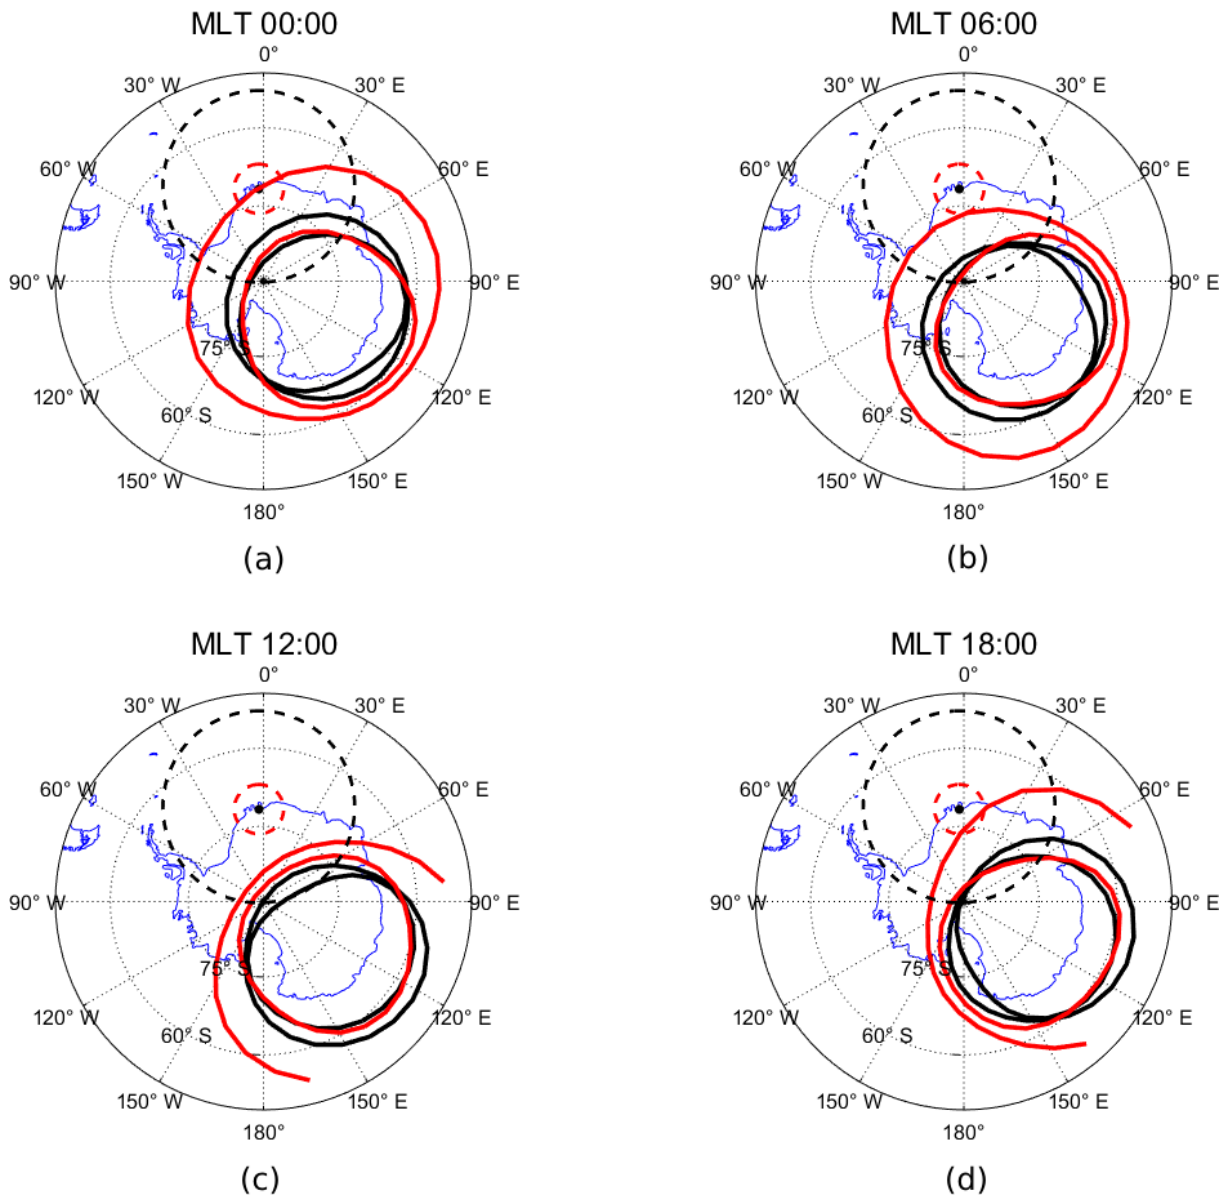 MLT 00:00
0°
30° W
30° E
60° W
60° E
90° W
90° E
75° S
120° W
120° E
60° S
150° W
150° E
180°
(a)
MLT 06:00
0°
30° W
30° E
60° W
60° E
90° W
90° E
75° S
120° W
120° E
60° S
150° W
150° E
180°
(b)
MLT 12:00
0°
30° W
30° E
60° W
60° E
90° W
90° E
75° S
120° W
120° E
60° S
150° W
150° E
180°
(c)
MLT 18:00
0°
30° W
30° E
60° W
60° E
90° W
90° E
75° S
120° W
120° E
60° S
150° W
150° E
180°
(d)